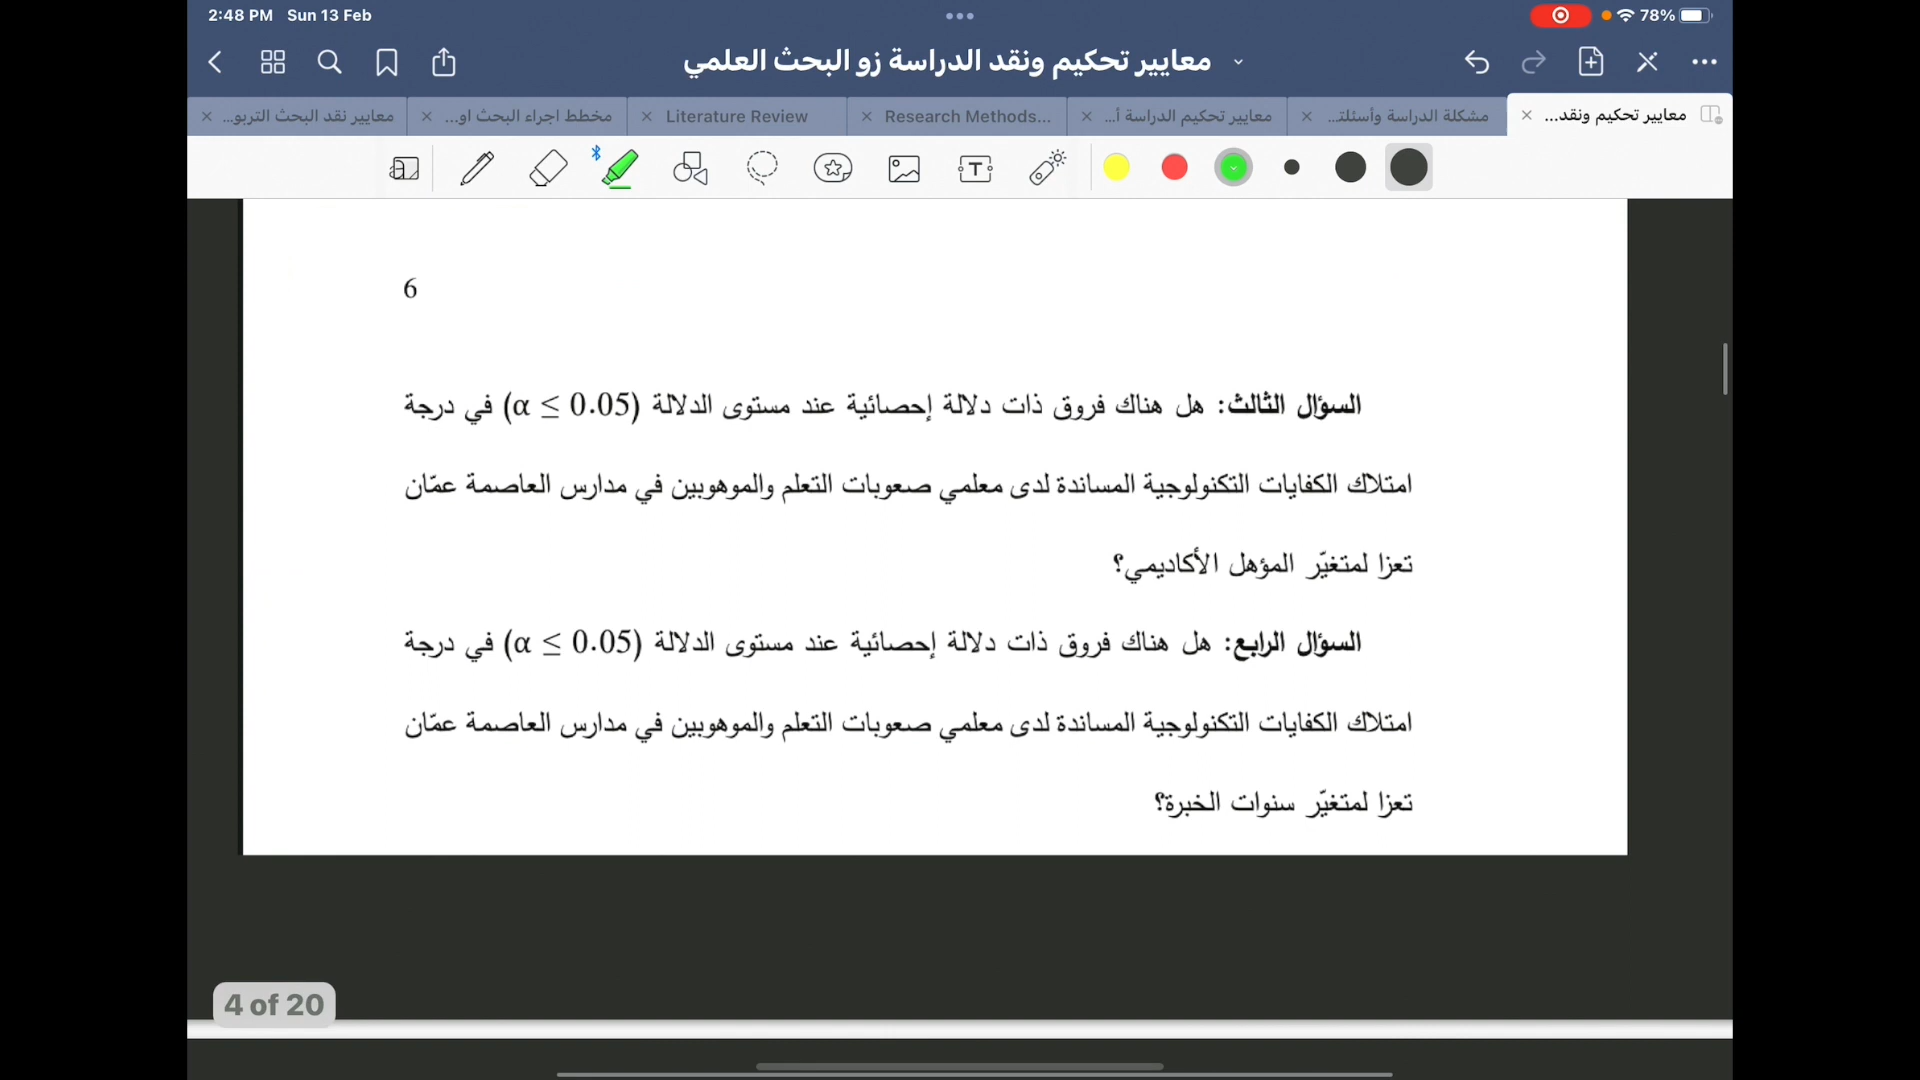 2:48 PM Sun 13 Feb
78%
معايير تحكيم ونقد الدراسة زو البحث العلمي
معايير نقد البحث التربو...
مخطط اجراء البحث او...
Literature Review
Research Methods...
معايير تحكيم الدراسة أ...
مشكلة الدراسة وأسئلتـ...
معايير تحكيم ونقد...
a
T
6
السؤال الثالث: هل هناك فروق ذات دلالة إحصائية عند مستوى الدلالة (α ≤ 0.05) في درجة
امتلاك الكفايات التكنولوجية المساندة لدى معلمي صعوبات التعلم والموهوبين في مدارس العاصمة عمّان
تعزا لمتغيّر المؤهل الأكاديمي؟
السؤال الرابع: هل هناك فروق ذات دلالة إحصائية عند مستوى الدلالة (α ≤ 0.05) في درجة
امتلاك الكفايات التكنولوجية المساندة لدى معلمي صعوبات التعلم والموهوبين في مدارس العاصمة عمّان
تعزا لمتغيّر سنوات الخبرة؟
4 of 20